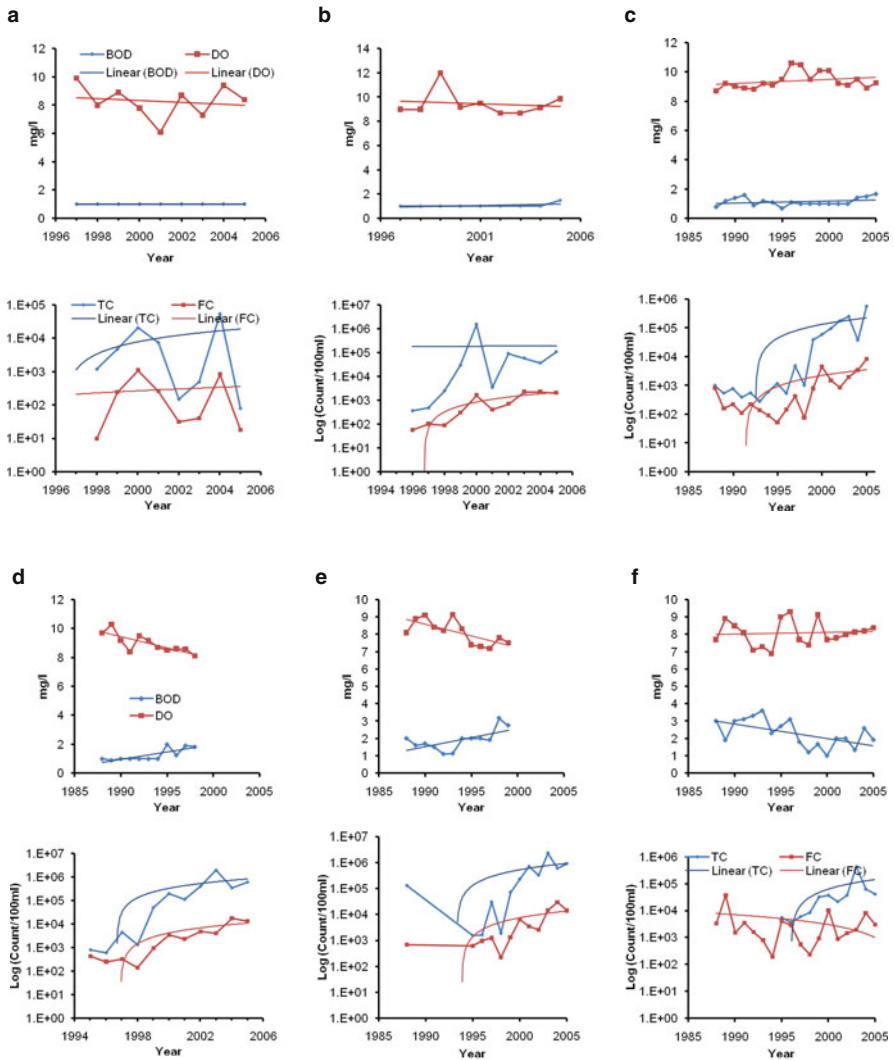 a
BOD DO
Linear (BOD) Linear (DO)
12
10
8
6
4
2
0
mg/l
1996 1998 2000 2002 2004 2006
Year
b
16
14
12
10
8
6
4
2
0
mg/l
1996 2001 2006
Year
c
12
10
8
6
4
2
0
mg/l
1985 1990 1995 2000 2005
Year
TC FC
Linear (TC) Linear (FC)
1.E+05
1.E+04
1.E+03
1.E+02
1.E+01
1.E+00
1996 1998 2000 2002 2004 2006
Year
1.E+07
1.E+06
1.E+05
1.E+04
1.E+03
1.E+02
1.E+01
1.E+00
Log (Count/100ml)
1994 1996 1998 2000 2002 2004 2006
Year
1.E+06
1.E+05
1.E+04
1.E+03
1.E+02
1.E+01
1.E+00
Log (Count/100ml)
1985 1990 1995 2000 2005
Year
d
12
10
8
6
4
2
0
mg/l
BOD
DO
1985 1990 1995 2000 2005
Year
e
10
9
8
7
6
5
4
3
2
1
0
mg/l
1985 1990 1995 2000 2005
Year
f
10
9
8
7
6
5
4
3
2
1
0
mg/l
1985 1990 1995 2000 2005
Year
1.E+07
1.E+06
1.E+05
1.E+04
1.E+03
1.E+02
1.E+01
1.E+00
Log (Count/100ml)
1994 1998 2002 2006
Year
1.E+07
1.E+06
1.E+05
1.E+04
1.E+03
1.E+02
1.E+01
1.E+00
Log (Count/100ml)
1985 1990 1995 2000 2005
Year
TC FC
Linear (TC) Linear (FC)
1.E+06
1.E+05
1.E+04
1.E+03
1.E+02
1.E+01
1.E+00
Log (Count/100ml)
1985 1990 1995 2000 2005
Year